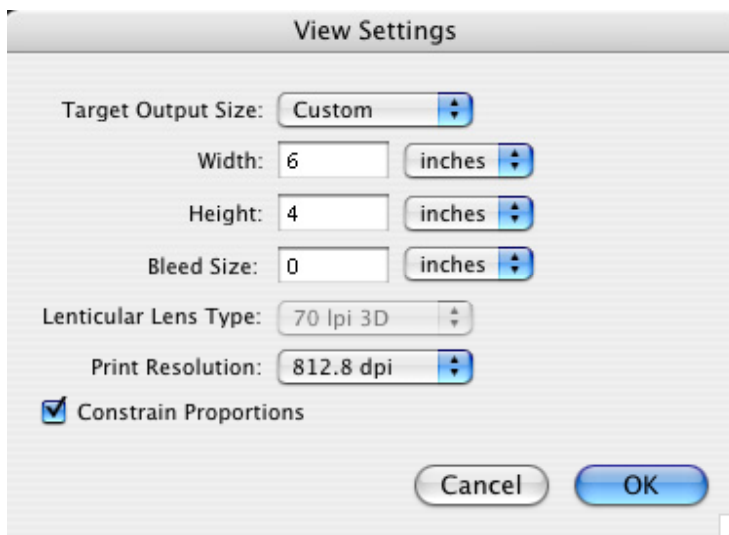 View Settings
Target Output Size: Custom
Width: 6 inches
Height: 4 inches
Bleed Size: 0 inches
Lenticular Lens Type: 70 lpi 3D
Print Resolution: 812.8 dpi
Constrain Proportions
Cancel OK